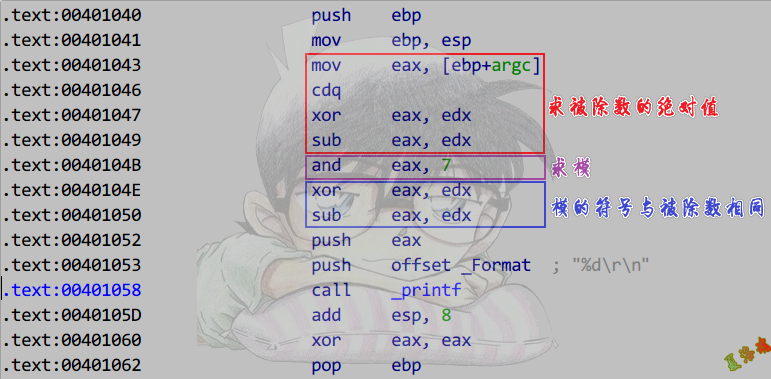 .text:00401040 push ebp
.text:00401041 mov ebp, esp
.text:00401043 mov eax, [ebp+argc]
.text:00401046 cdq
.text:00401047 xor eax, edx
求被除数的绝对值
.text:00401049 sub eax, edx
.text:0040104B and eax, 7
求模
.text:0040104E xor eax, edx
.text:00401050 sub eax, edx
模的符号与被除数相同
.text:00401052 push eax
.text:00401053 push offset _Format ; "%d\r\n"
.text:00401058 call _printf
.text:0040105D add esp, 8
.text:00401060 xor eax, eax
.text:00401062 pop ebp